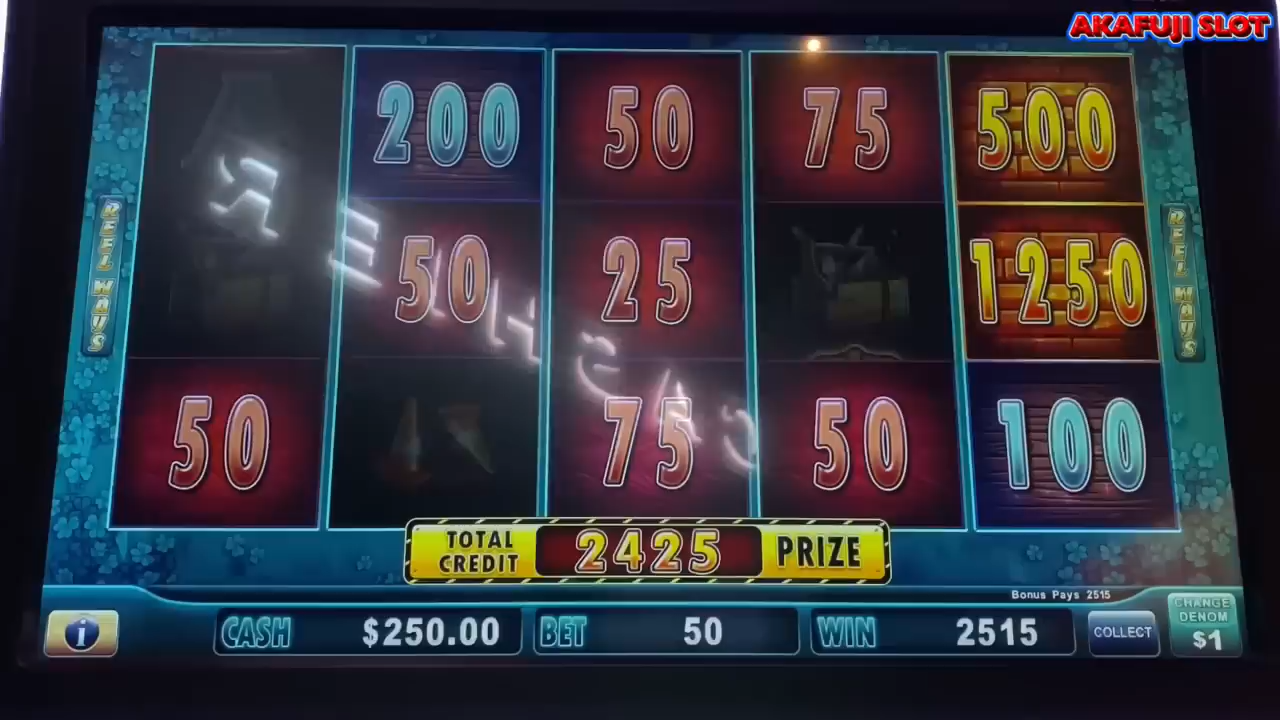 AKAFUJI SLOT
200 50 75 500
50 25 1250
50 75 50 100
REEL WAYS
REEL WAYS
TOTAL CREDIT 2425 PRIZE
Bonus Pays 2515
CASH $250.00 BET 50 WIN 2515 COLLECT
CHANGE DENOM $1